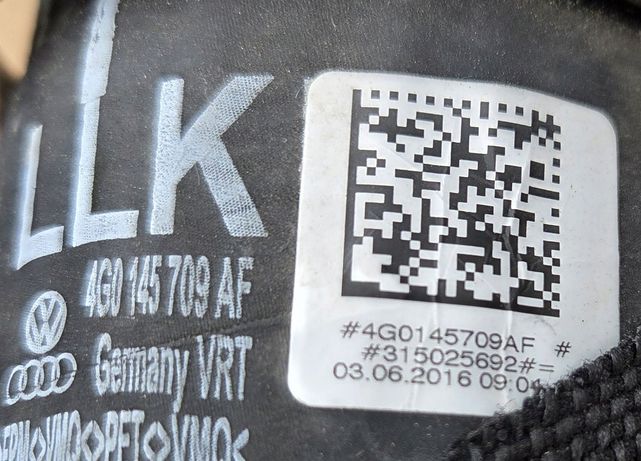 LLK
4G0 145 709 AF
Germany VRT
#4G0145709AF #
#315025692#=
03.06.2016 09:04